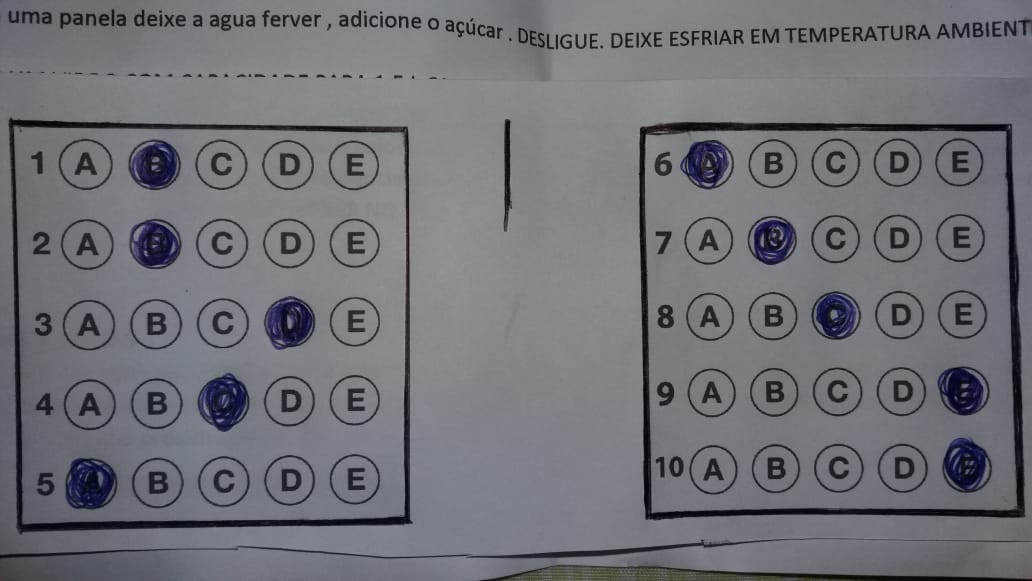 uma panela deixe a agua ferver , adicione o açúcar . DESLIGUE. DEIXE ESFRIAR EM TEMPERATURA AMBIENT
1 A B C D E
2 A B C D E
3 A B C D E
4 A B C D E
5 A B C D E
6 A B C D E
7 A B C D E
8 A B C D E
9 A B C D E
10 A B C D E